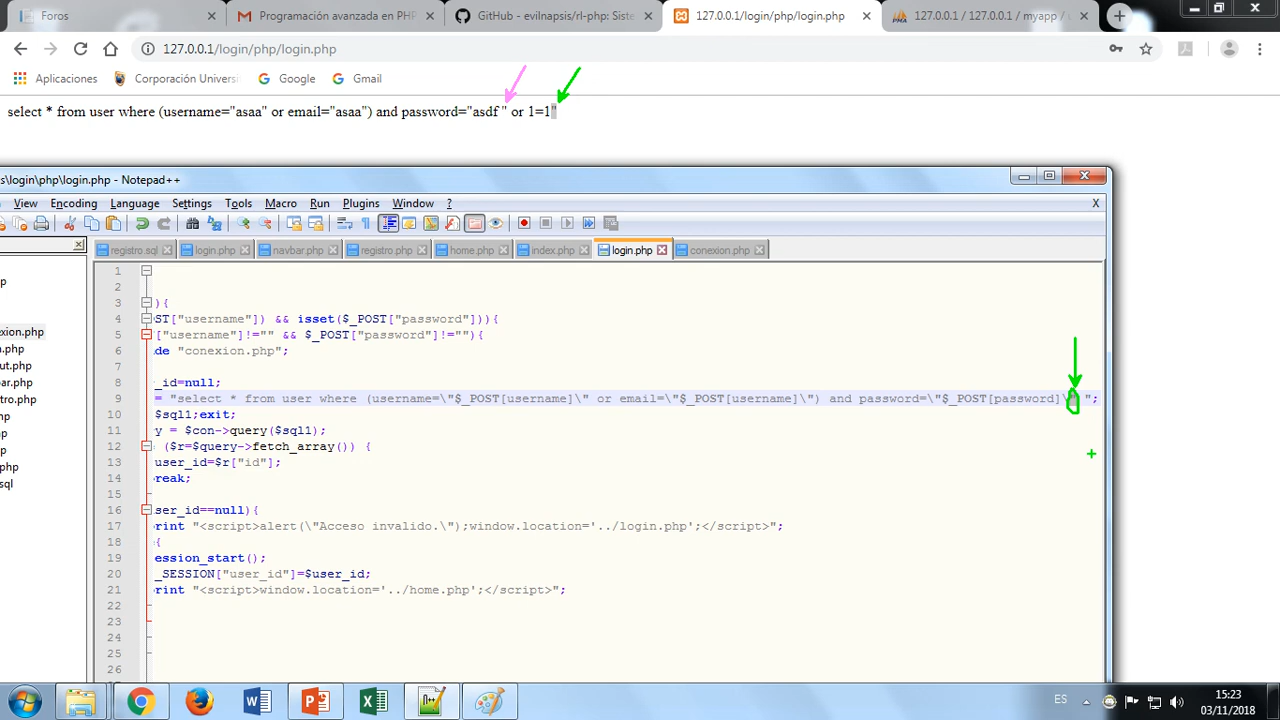 Foros
Programación avanzada en PHP
GitHub - evilnapsis/rl-php: Siste
127.0.0.1/login/php/login.php
127.0.0.1 / 127.0.0.1 / myapp /
127.0.0.1/login/php/login.php
Aplicaciones
Corporación Univers
Google
Gmail
select * from user where (username="asaa" or email="asaa") and password="asdf " or 1=1"
s\login\php\login.php - Notepad++
View Encoding Language Settings Tools Macro Run Plugins Window ? X
registro.sql login.php navbar.php registro.php home.php index.php login.php conexion.php
1
2
3 ){
4 ST["username"]) && isset($_POST["password"])){
5 ["username"]!="" && $_POST["password"]!=""){
6 de "conexion.php";
7
8 _id=null;
9 = "select * from user where (username=\"$_POST[username]\" or email=\"$_POST[username]\") and password=\"$_POST[password]\" ";
10 $sql1;exit;
11 y = $con->query($sql1);
12 ($r=$query->fetch_array()) {
13 user_id=$r["id"];
14 reak;
15
16 ser_id==null){
17 rint "<script>alert(\"Acceso invalido.\");window.location='../login.php';</script>";
18 {
19 ession_start();
20 _SESSION["user_id"]=$user_id;
21 rint "<script>window.location='../home.php';</script>";
22
23
24
25
26
p
exion.php
n.php
ut.php
bar.php
stro.php
p
p
p
php
sql
ES
15:23
03/11/2018